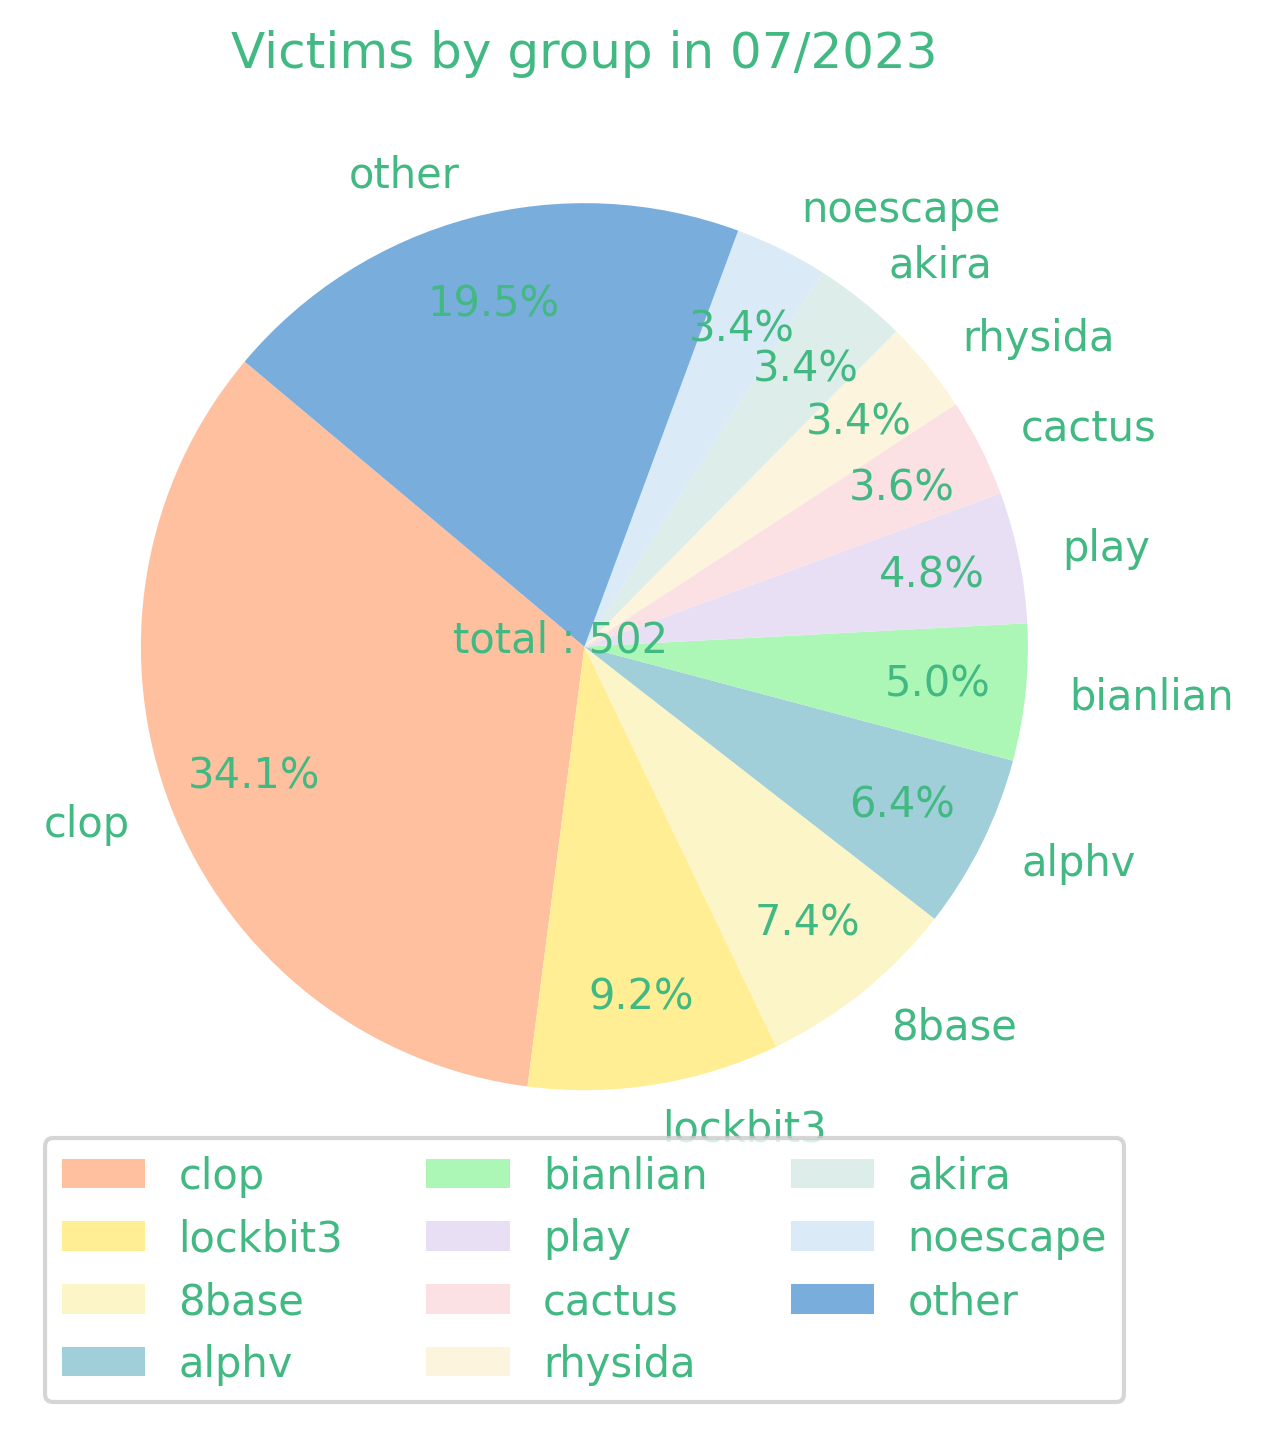 Victims by group in 07/2023
other
noescape
akira
rhysida
cactus
play
bianlian
alphv
8base
lockbit3
clop
19.5%
3.4%
3.4%
3.4%
3.6%
4.8%
5.0%
6.4%
7.4%
9.2%
34.1%
total : 502
clop
lockbit3
8base
alphv
bianlian
play
cactus
rhysida
akira
noescape
other